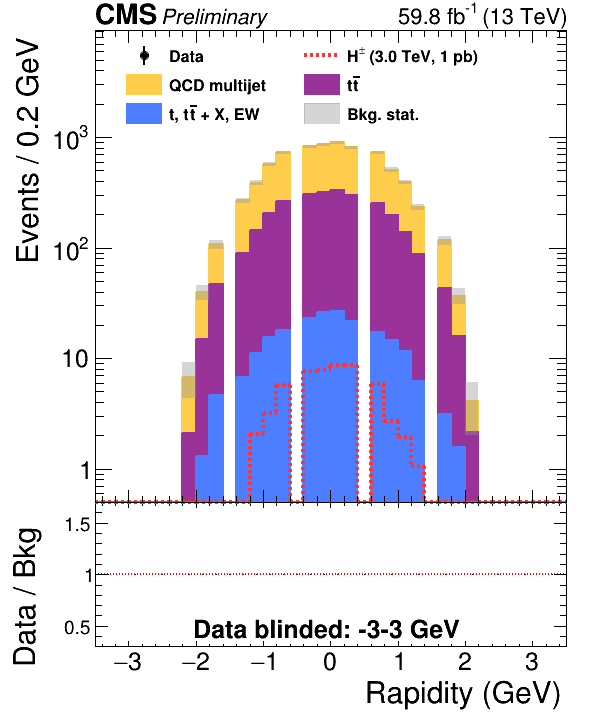 CMS Preliminary 59.8 fb⁻¹ (13 TeV)
Data H± (3.0 TeV, 1 pb)
QCD multijet tt̄
t, tt̄ + X, EW Bkg. stat.
Events / 0.2 GeV
10³
10²
10
1
Data / Bkg
1.5
1
0.5
Data blinded: -3-3 GeV
−3 −2 −1 0 1 2 3
Rapidity (GeV)